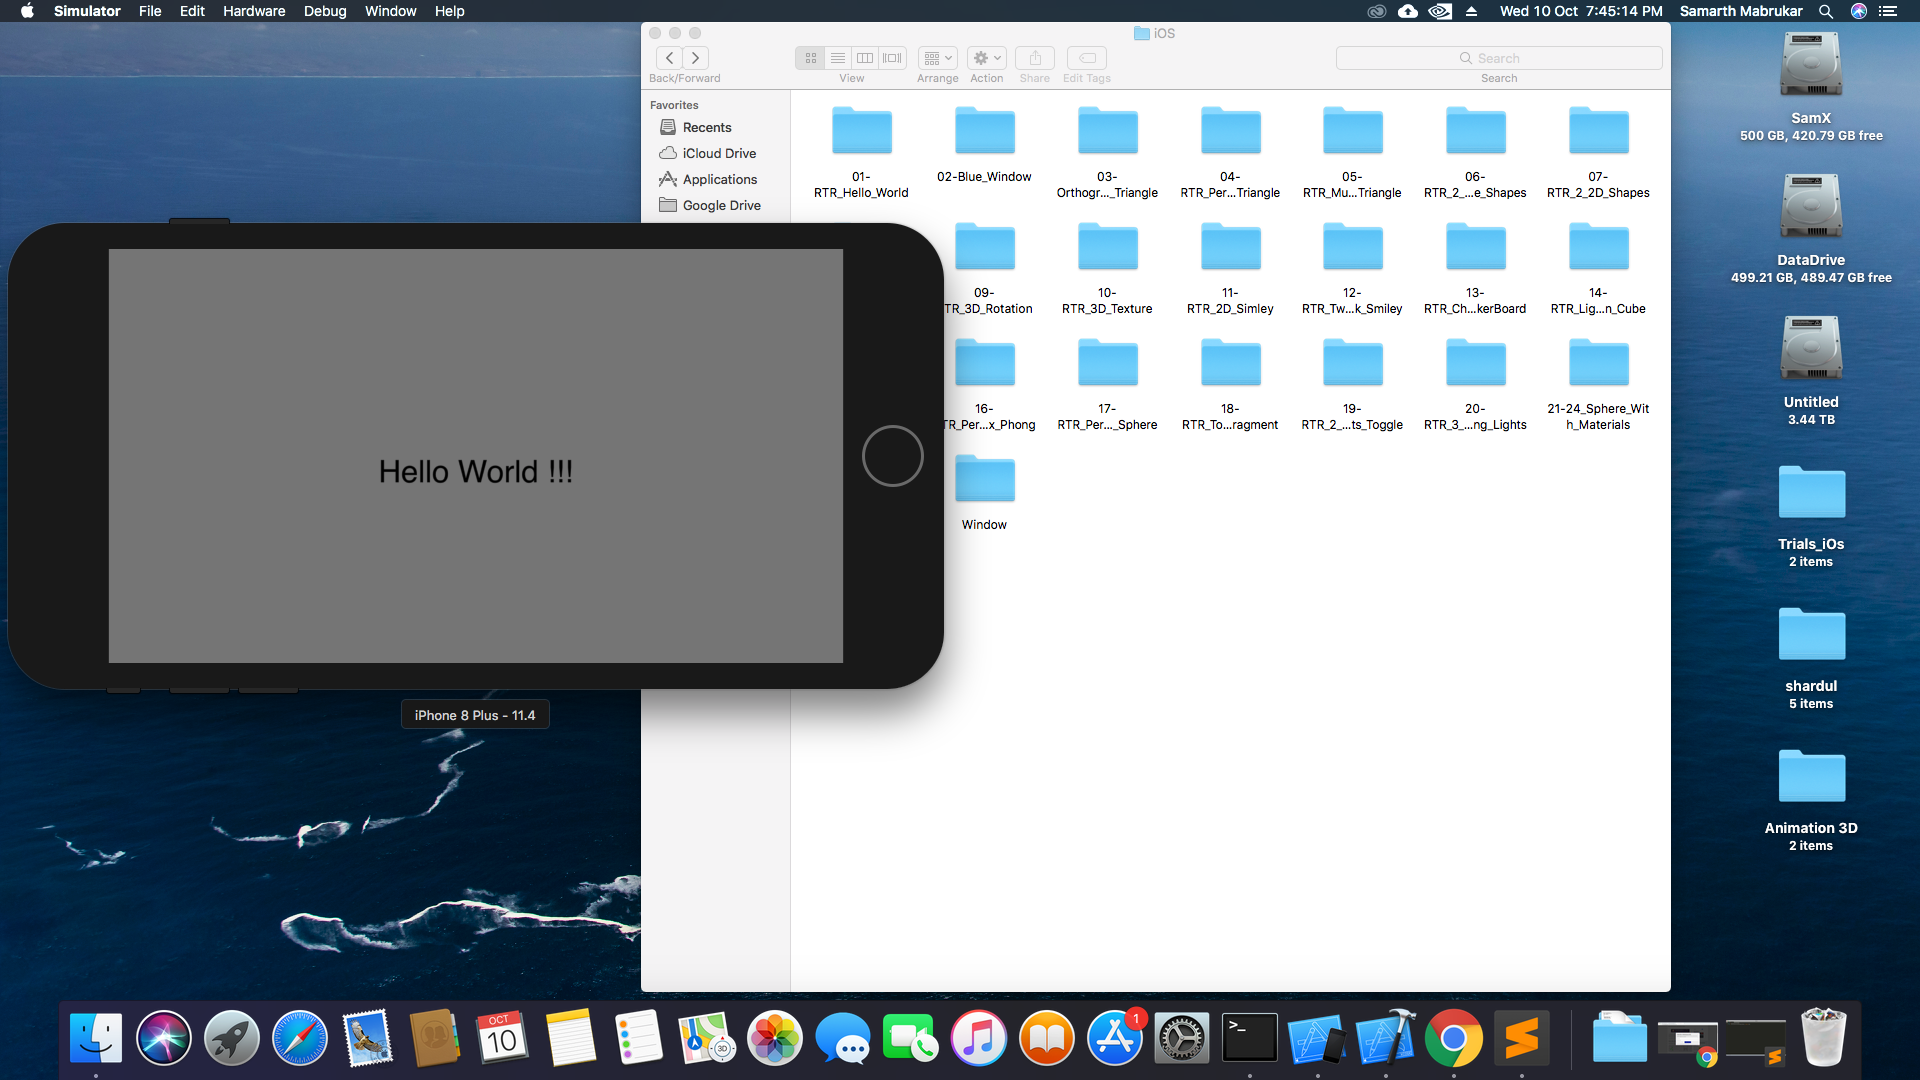 Simulator File Edit Hardware Debug Window Help
Wed 10 Oct 7:45:14 PM Samarth Mabrukar
iOS
Back/Forward View Arrange Action Share Edit Tags
Search
Search
Favorites
Recents
iCloud Drive
Applications
Google Drive
01-
RTR_Hello_World
02-Blue_Window
03-
Orthogr..._Triangle
04-
RTR_Per...Triangle
05-
RTR_Mu...Triangle
06-
RTR_2_...e_Shapes
07-
RTR_2_2D_Shapes
09-
TR_3D_Rotation
10-
RTR_3D_Texture
11-
RTR_2D_Simley
12-
RTR_Tw...k_Smiley
13-
RTR_Ch...kerBoard
14-
RTR_Lig...n_Cube
16-
TR_Per...x_Phong
17-
RTR_Per..._Sphere
18-
RTR_To...ragment
19-
RTR_2_...ts_Toggle
20-
RTR_3_...ng_Lights
21-24_Sphere_Wit
h_Materials
Window
Hello World !!!
iPhone 8 Plus - 11.4
SamX
500 GB, 420.79 GB free
DataDrive
499.21 GB, 489.47 GB free
Untitled
3.44 TB
Trials_iOs
2 items
shardul
5 items
Animation 3D
2 items
OCT
10
3D
1
>_